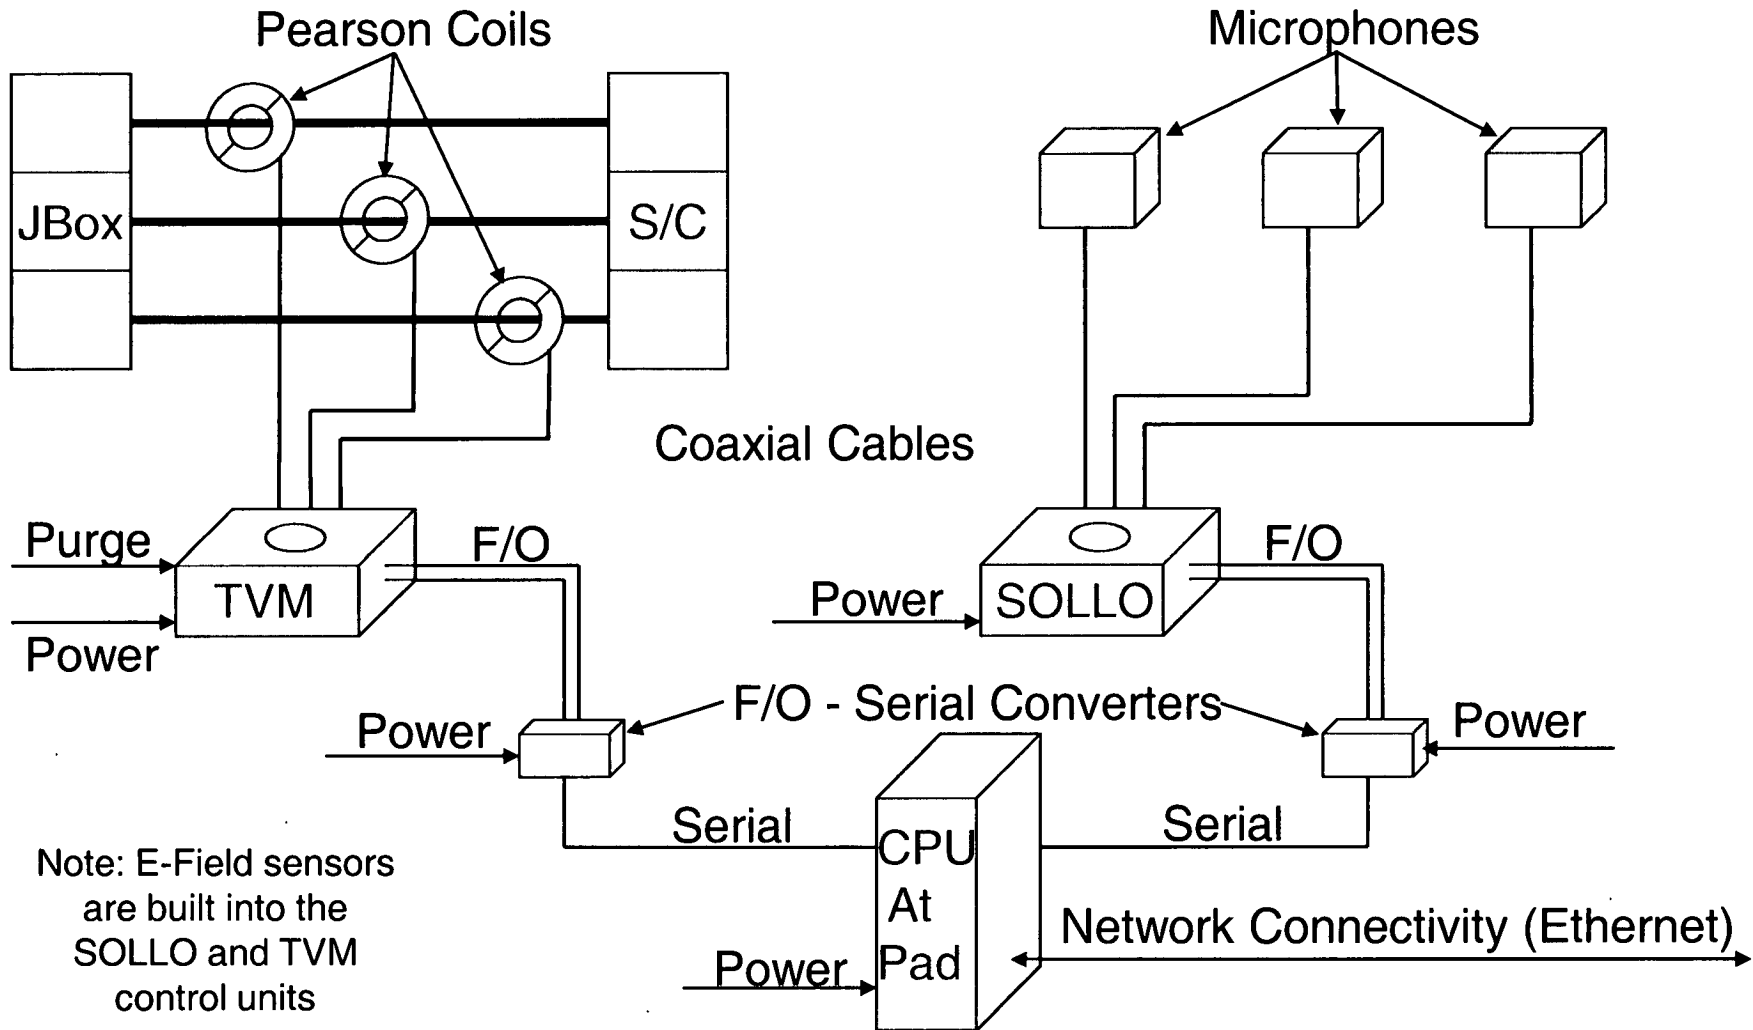 Pearson Coils
Microphones
JBox
S/C
Coaxial Cables
Purge
F/O
F/O
TVM
Power
SOLLO
Power
F/O - Serial Converters
Power
Power
Serial
Serial
CPU
At
Pad
Note: E-Field sensors
are built into the
SOLLO and TVM
control units
Network Connectivity (Ethernet)
Power